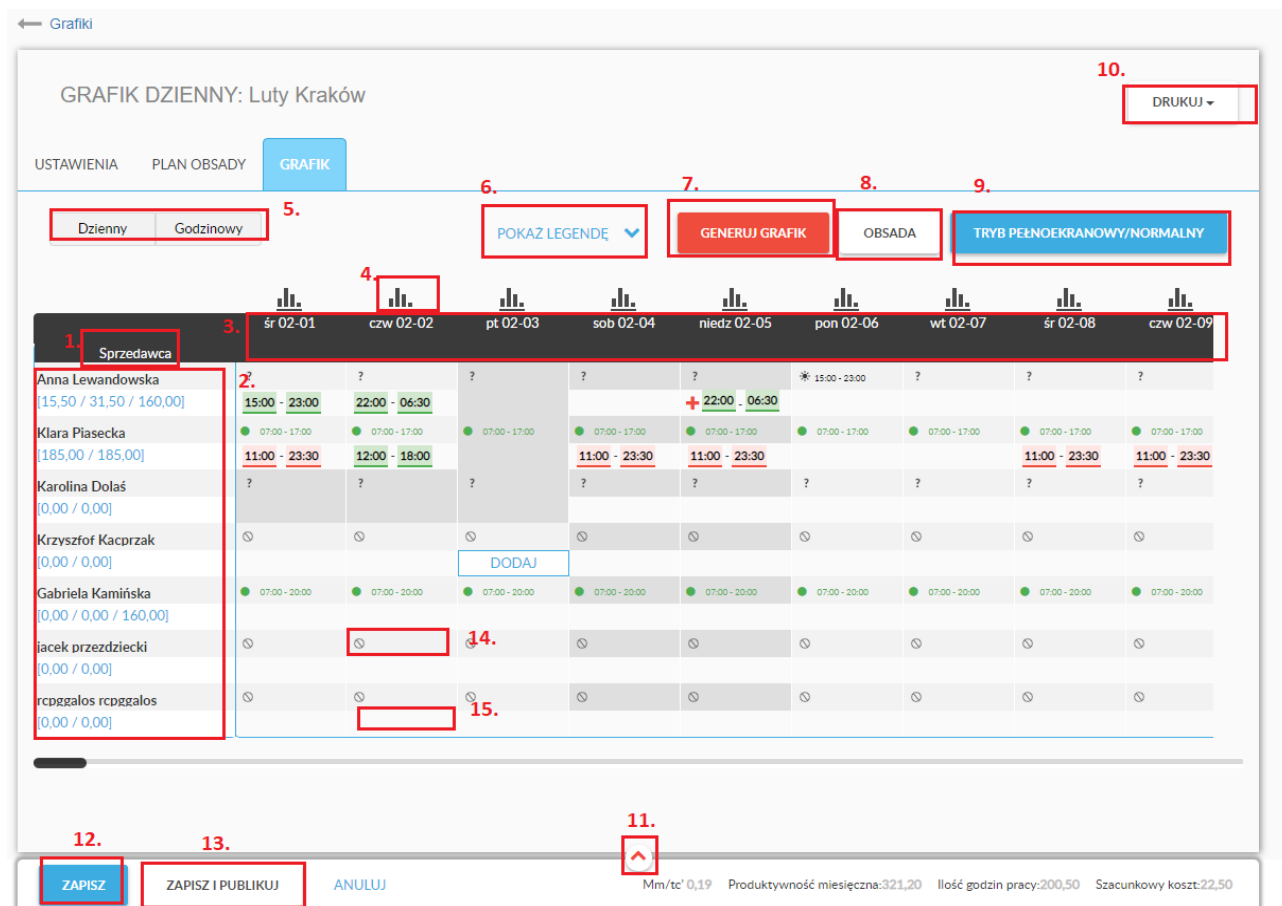 Grafiki
10.
GRAFIK DZIENNY: Luty Kraków
DRUKUJ
USTAWIENIA PLAN OBSADY GRAFIK
5. 6. 7. 8. 9.
Dzienny Godzinowy POKAŻ LEGENDĘ GENERUJ GRAFIK OBSADA TRYB PEŁNOEKRANOWY/NORMALNY
4.
3. śr 02-01 czw 02-02 pt 02-03 sob 02-04 niedz 02-05 pon 02-06 wt 02-07 śr 02-08 czw 02-09
1. Sprzedawca
Anna Lewandowska 2. ? ? ? ? ? 15:00 - 23:00 ? ? ?
[15,50 / 31,50 / 160,00] 15:00 - 23:00 22:00 - 06:30 22:00 - 06:30
Klara Piasecka 07:00 - 17:00 07:00 - 17:00 07:00 - 17:00 07:00 - 17:00 07:00 - 17:00 07:00 - 17:00 07:00 - 17:00 07:00 - 17:00 07:00 - 17:00
[185,00 / 185,00] 11:00 - 23:30 12:00 - 18:00 11:00 - 23:30 11:00 - 23:30 11:00 - 23:30 11:00 - 23:30
Karolina Dolaś ? ? ? ? ? ? ? ? ?
[0,00 / 0,00]
Krzysztof Kacprzak
[0,00 / 0,00] DODAJ
Gabriela Kamińska 07:00 - 20:00 07:00 - 20:00 07:00 - 20:00 07:00 - 20:00 07:00 - 20:00 07:00 - 20:00 07:00 - 20:00 07:00 - 20:00 07:00 - 20:00
[0,00 / 0,00 / 160,00]
jacek przezdziecki 14.
[0,00 / 0,00]
rcpggalos rcpggalos 15.
[0,00 / 0,00]
12. 13. 11.
ZAPISZ ZAPISZ I PUBLIKUJ ANULUJ Mm/tc' 0,19 Produktywność miesięczna:321,20 Ilość godzin pracy:200,50 Szacunkowy koszt:22,50